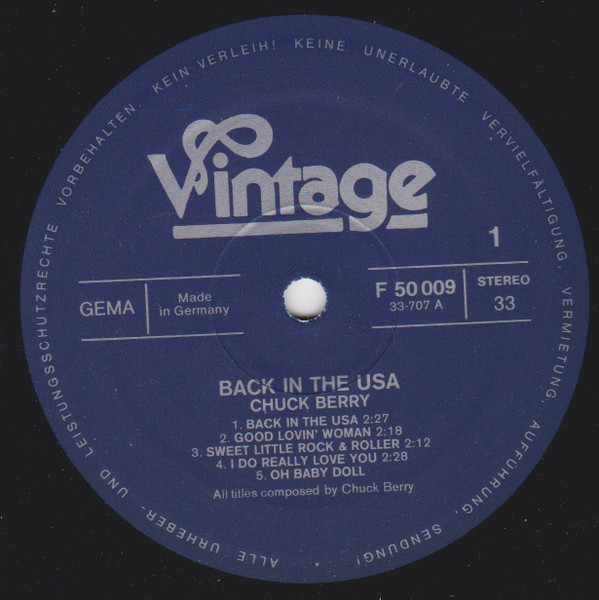 ALLE URHEBER- UND LEISTUNGSSCHUTZRECHTE VORBEHALTEN. KEIN VERLEIH! KEINE UNERLAUBTE VERVIELFÄLTIGUNG, VERMIETUNG, AUFFÜHRUNG, SENDUNG!
Vintage
1
GEMA
Made
in Germany
F 50 009
33-707 A
STEREO
33
BACK IN THE USA
CHUCK BERRY
1. BACK IN THE USA 2:27
2. GOOD LOVIN' WOMAN 2:18
3. SWEET LITTLE ROCK & ROLLER 2:12
4. I DO REALLY LOVE YOU 2:28
5. OH BABY DOLL
All titles composed by Chuck Berry